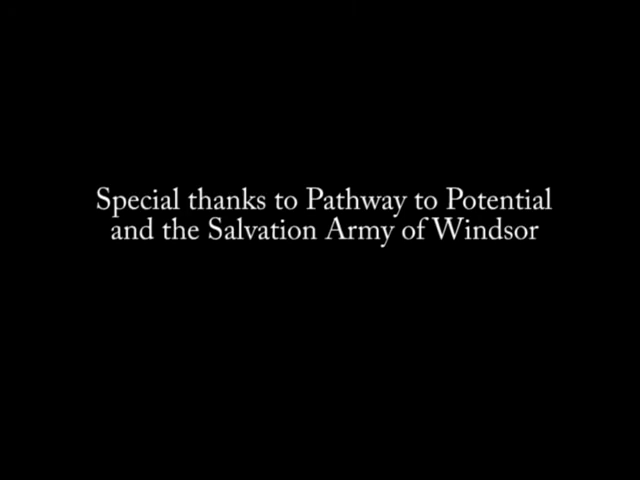 Special thanks to Pathway to Potential
and the Salvation Army of Windsor